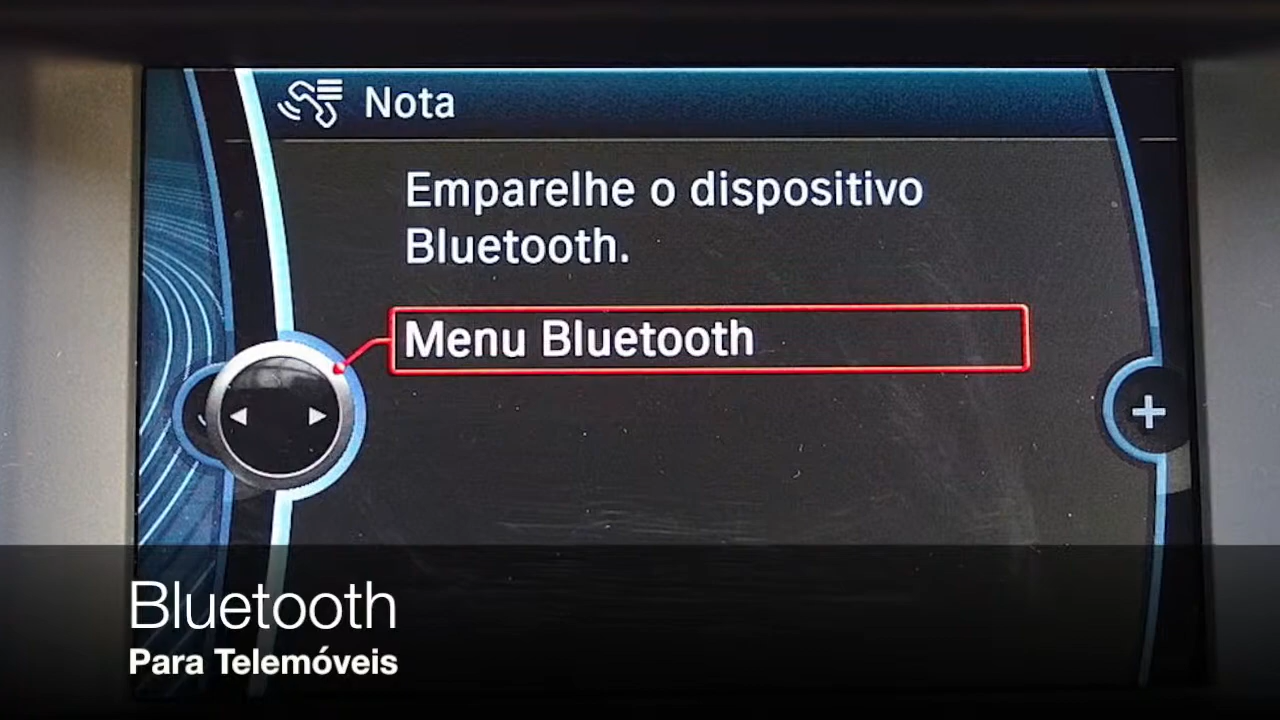 Nota
Emparelhe o dispositivo
Bluetooth.
Menu Bluetooth
Bluetooth
Para Telemóveis